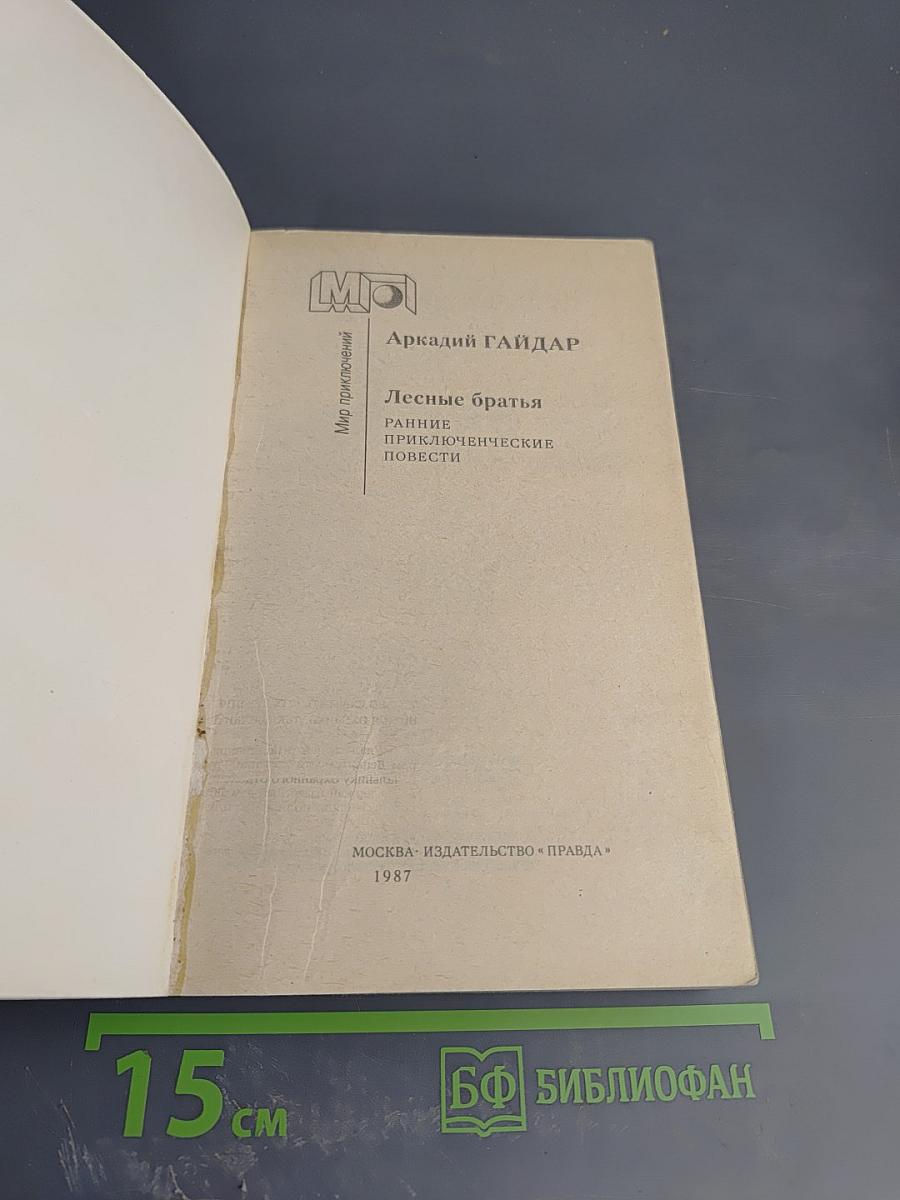 МП
Мир приключений
Аркадий ГАЙДАР
Лесные братья
РАННИЕ
ПРИКЛЮЧЕНЧЕСКИЕ
ПОВЕСТИ
МОСКВА· ИЗДАТЕЛЬСТВО «ПРАВДА»
1987
15 см
БФ БИБЛИОФАН